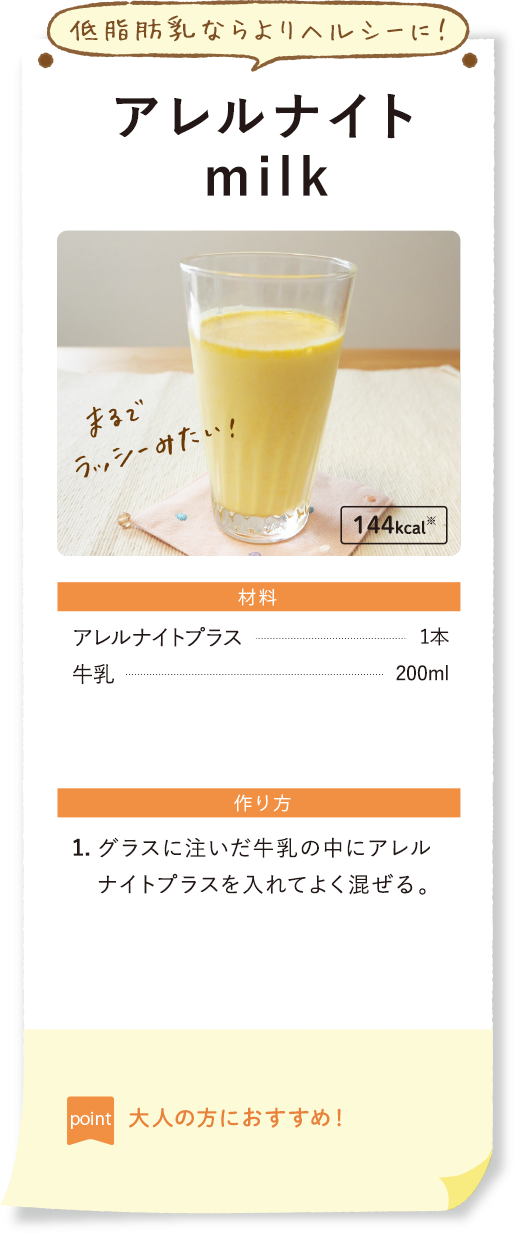 低脂肪乳ならよりヘルシーに!
アレルナイト
milk
まるで
ラッシーみたい!
144kcal※
材料
アレルナイトプラス 1本
牛乳 200ml
作り方
1. グラスに注いだ牛乳の中にアレル
ナイトプラスを入れてよく混ぜる。
point 大人の方におすすめ!